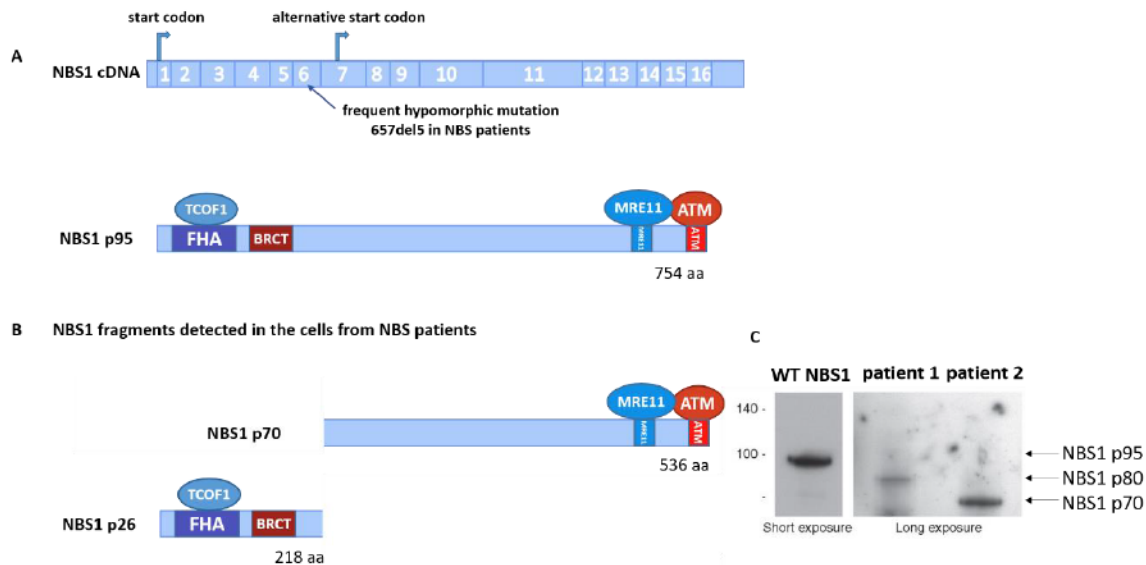 start codon
alternative start codon
A
NBS1 cDNA
1 2 3 4 5 6 7 8 9 10 11 12 13 14 15 16
frequent hypomorphic mutation
657del5 in NBS patients
TCOF1
MRE11 ATM
NBS1 p95
FHA BRCT MRE11 ATM
754 aa
B NBS1 fragments detected in the cells from NBS patients
MRE11 ATM
NBS1 p70
MRE11 ATM
536 aa
TCOF1
NBS1 p26
FHA BRCT
218 aa
C
WT NBS1 patient 1 patient 2
140 -
100 -
-
NBS1 p95
NBS1 p80
NBS1 p70
Short exposure Long exposure